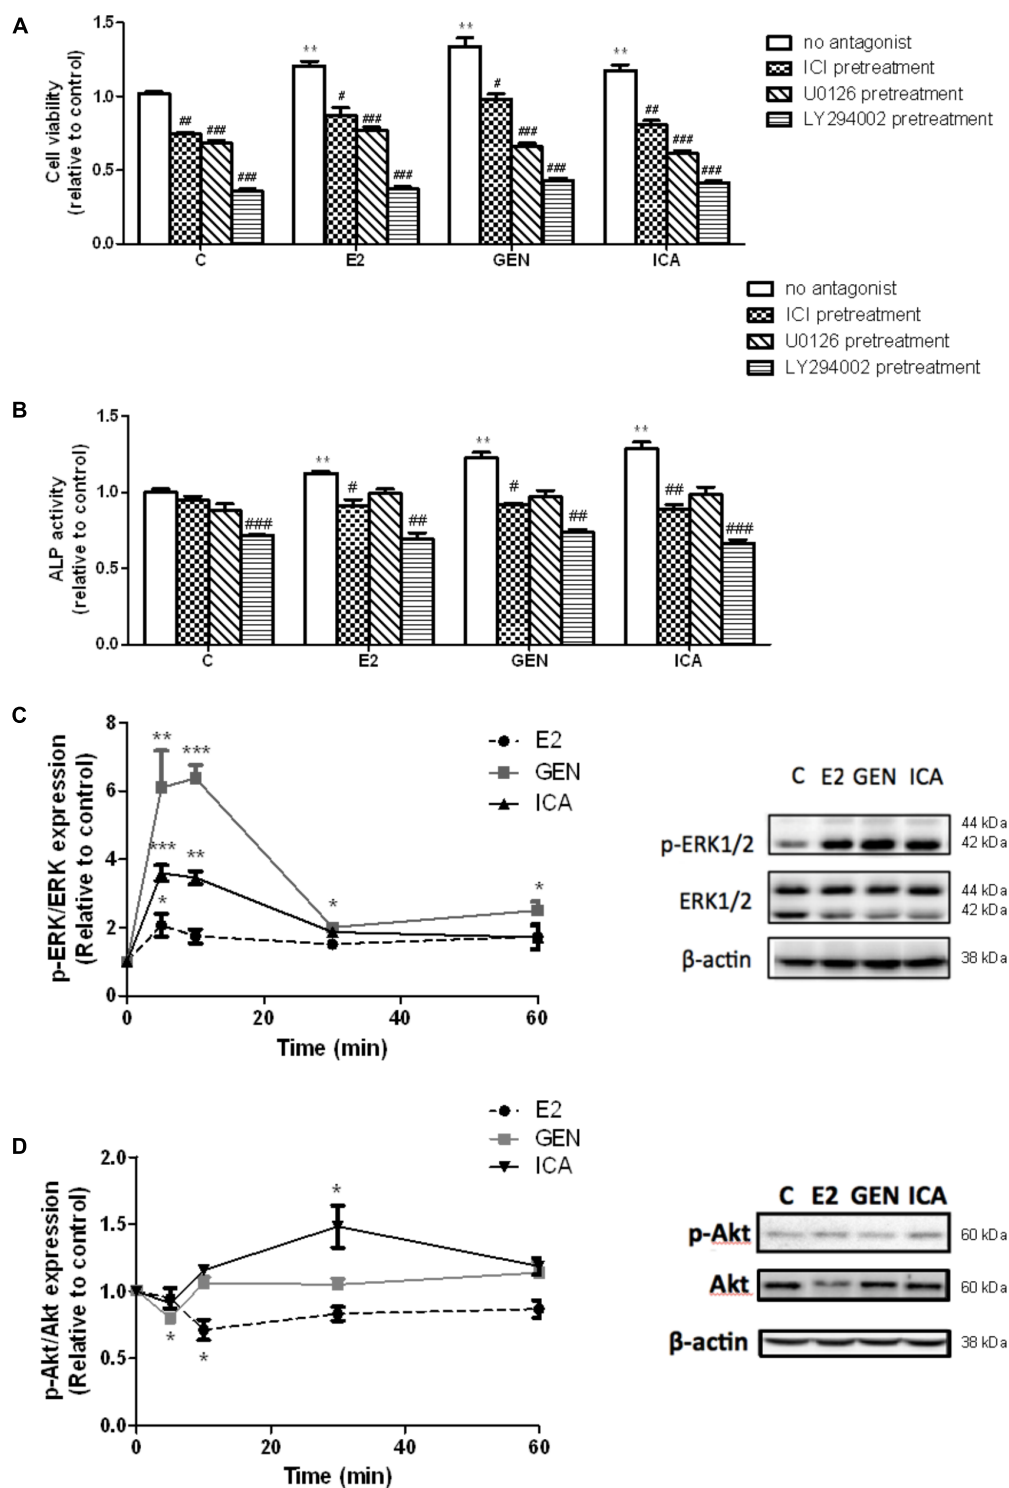 A
Cell viability
(relative to control)
1.5
1.0
0.5
0.0
**
**
**
##
###
###
#
###
###
#
###
###
##
###
###
C
E2
GEN
ICA
no antagonist
ICI pretreatment
U0126 pretreatment
LY294002 pretreatment
no antagonist
ICI pretreatment
U0126 pretreatment
LY294002 pretreatment
B
ALP activity
(relative to control)
1.5
1.0
0.5
0.0
###
**
#
##
**
#
##
**
##
###
C
E2
GEN
ICA
C
p-ERK/ERK expression
(Relative to control)
8
6
4
2
0
**
***
***
**
*
*
*
0
20
40
60
Time (min)
E2
GEN
ICA
C E2 GEN ICA
p-ERK1/2
44 kDa
42 kDa
ERK1/2
44 kDa
42 kDa
β-actin
38 kDa
D
p-Akt/Akt expression
(Relative to control)
2.0
1.5
1.0
0.5
0.0
*
*
*
0
20
40
60
Time (min)
E2
GEN
ICA
C E2 GEN ICA
p-Akt
60 kDa
Akt
60 kDa
β-actin
38 kDa